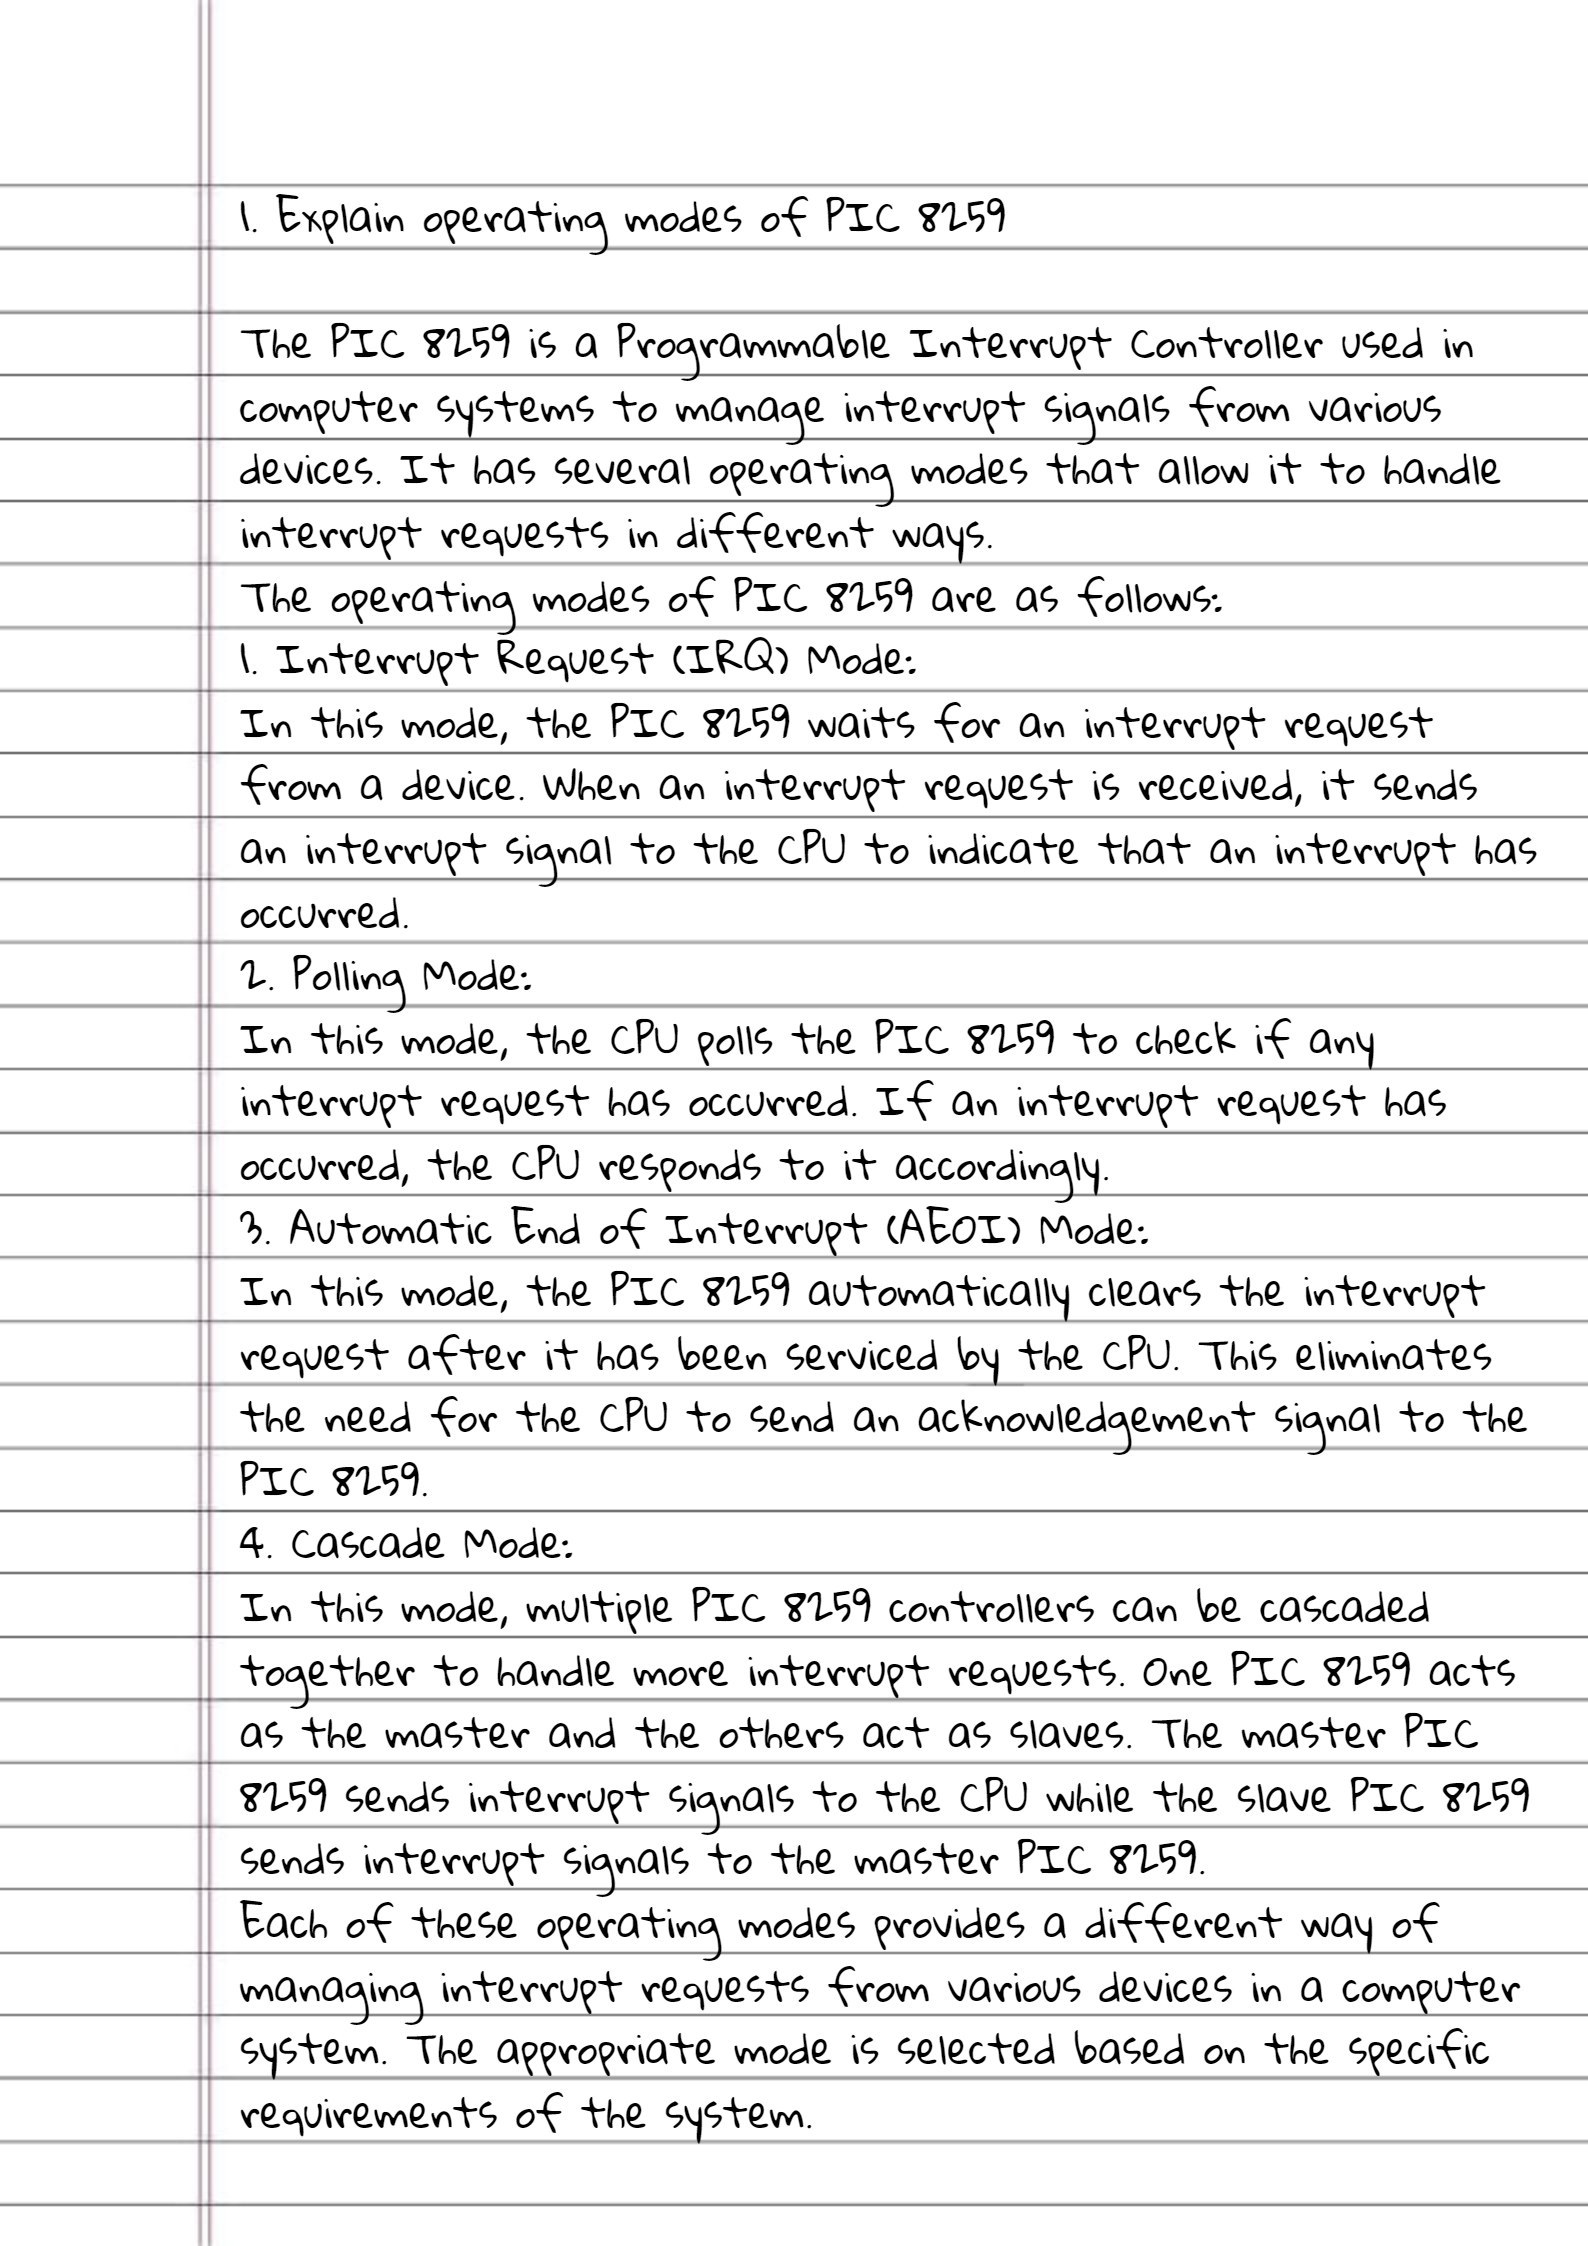 1. Explain operating modes of PIC 8259
The PIC 8259 is a Programmable Interrupt Controller used in
computer systems to manage interrupt signals from various
devices. It has several operating modes that allow it to handle
interrupt requests in different ways.
The operating modes of PIC 8259 are as follows:
1. Interrupt Request (IRQ) Mode:
In this mode, the PIC 8259 waits for an interrupt request
from a device. When an interrupt request is received, it sends
an interrupt signal to the CPU to indicate that an interrupt has
occurred.
2. Polling Mode:
In this mode, the CPU polls the PIC 8259 to check if any
interrupt request has occurred. If an interrupt request has
occurred, the CPU responds to it accordingly.
3. Automatic End of Interrupt (AEOI) Mode:
In this mode, the PIC 8259 automatically clears the interrupt
request after it has been serviced by the CPU. This eliminates
the need for the CPU to send an acknowledgement signal to the
PIC 8259.
4. Cascade Mode:
In this mode, multiple PIC 8259 controllers can be cascaded
together to handle more interrupt requests. One PIC 8259 acts
as the master and the others act as slaves. The master PIC
8259 sends interrupt signals to the CPU while the slave PIC 8259
sends interrupt signals to the master PIC 8259.
Each of these operating modes provides a different way of
managing interrupt requests from various devices in a computer
system. The appropriate mode is selected based on the specific
requirements of the system.